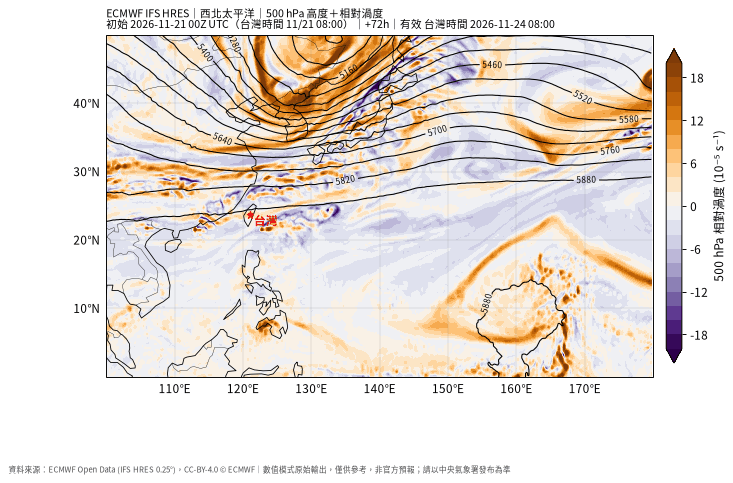 ECMWF IFS HRES｜西北太平洋｜500 hPa 高度＋相對渦度
初始 2026-11-21 00Z UTC（台灣時間 11/21 08:00）｜+72h｜有效 台灣時間 2026-11-24 08:00
5280
5400
5160
5460
5520
5580
5640
5700
5760
5820
5880
台灣
5880
40°N
30°N
20°N
10°N
110°E 120°E 130°E 140°E 150°E 160°E 170°E
18
12
6
0
-6
-12
-18
500 hPa 相對渦度 (10⁻⁵ s⁻¹)
資料來源：ECMWF Open Data (IFS HRES 0.25°)，CC-BY-4.0 © ECMWF｜數值模式原始輸出，僅供參考，非官方預報；請以中央氣象署發布為準